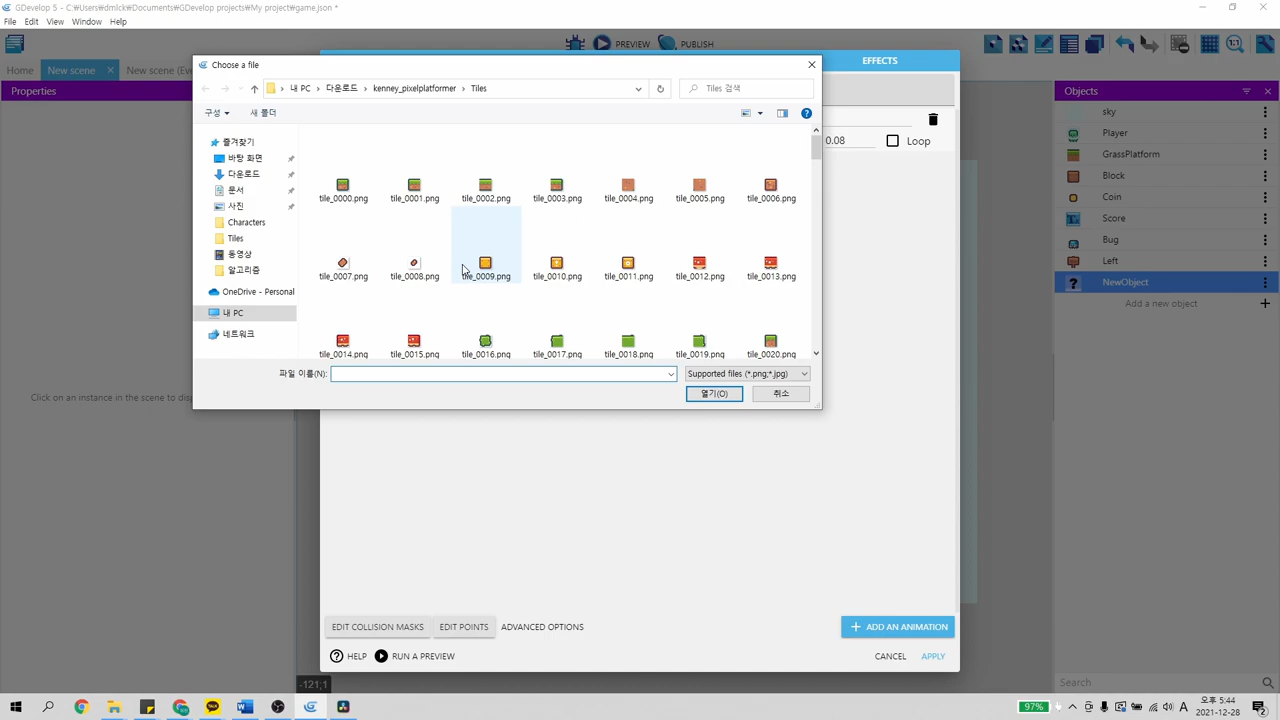 GDevelop 5 - C:₩Users₩dmlck₩Documents₩GDevelop projects₩My project₩game.json *
File Edit View Window Help
PREVIEW PUBLISH
Home New scene × New scene (Eve
Properties
Click on an instance in the scene to disp
EFFECTS
0.08 Loop
Choose a file
내 PC > 다운로드 > kenney_pixelplatformer > Tiles
Tiles 검색
구성 새 폴더
즐겨찾기
바탕 화면
다운로드
문서
사진
Characters
Tiles
동영상
알고리즘
OneDrive - Personal
내 PC
네트워크
tile_0000.png tile_0001.png tile_0002.png tile_0003.png tile_0004.png tile_0005.png tile_0006.png
tile_0007.png tile_0008.png tile_0009.png tile_0010.png tile_0011.png tile_0012.png tile_0013.png
tile_0014.png tile_0015.png tile_0016.png tile_0017.png tile_0018.png tile_0019.png tile_0020.png
파일 이름(N):
Supported files (*.png;*.jpg)
열기(O) 취소
EDIT COLLISION MASKS EDIT POINTS ADVANCED OPTIONS
+ ADD AN ANIMATION
HELP RUN A PREVIEW
CANCEL APPLY
Objects
sky
Player
GrassPlatform
Block
Coin
Score
Bug
Left
NewObject
Add a new object
Search
-121;1
97%
A
오후 5:44
2021-12-28
2